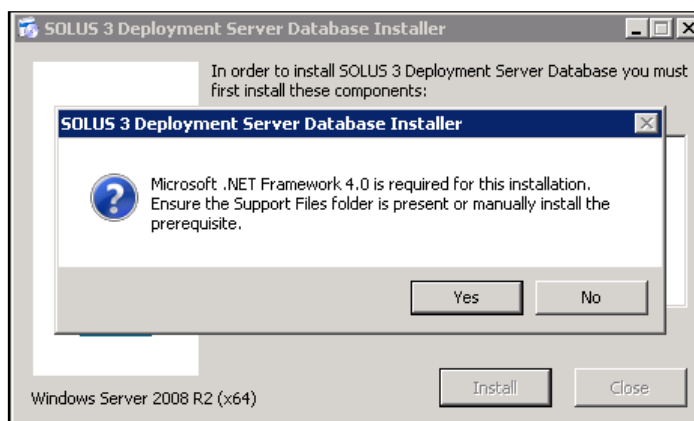 SOLUS 3 Deployment Server Database Installer
In order to install SOLUS 3 Deployment Server Database you must
first install these components:
SOLUS 3 Deployment Server Database Installer
Microsoft .NET Framework 4.0 is required for this installation.
Ensure the Support Files folder is present or manually install the
prerequisite.
Yes
No
Install
Close
Windows Server 2008 R2 (x64)